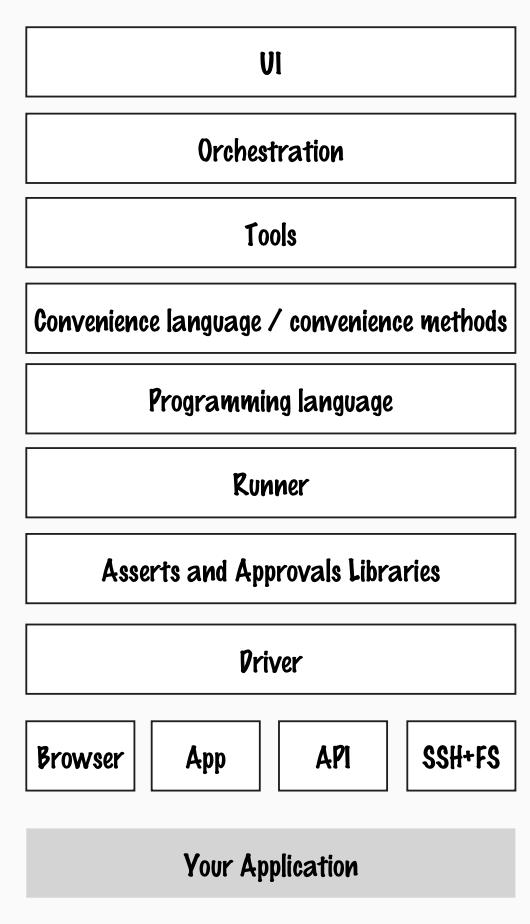 UI
Orchestration
Tools
Convenience language / convenience methods
Programming language
Runner
Asserts and Approvals Libraries
Driver
Browser
App
API
SSH+FS
Your Application